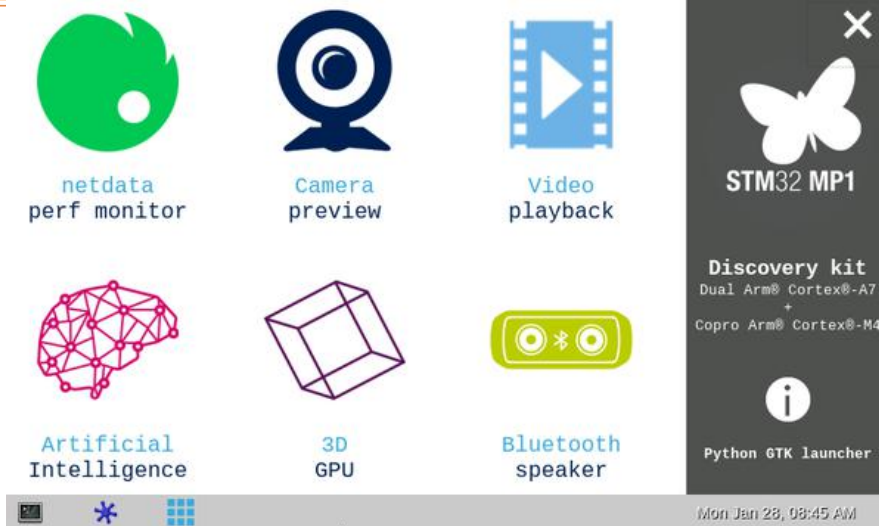 netdata
perf monitor
Camera
preview
Video
playback
Artificial
Intelligence
3D
GPU
Bluetooth
speaker
STM32 MP1
Discovery kit
Dual Arm® Cortex®-A7
+
Copro Arm® Cortex®-M4
Python GTK launcher
Mon Jan 28, 08:45 AM